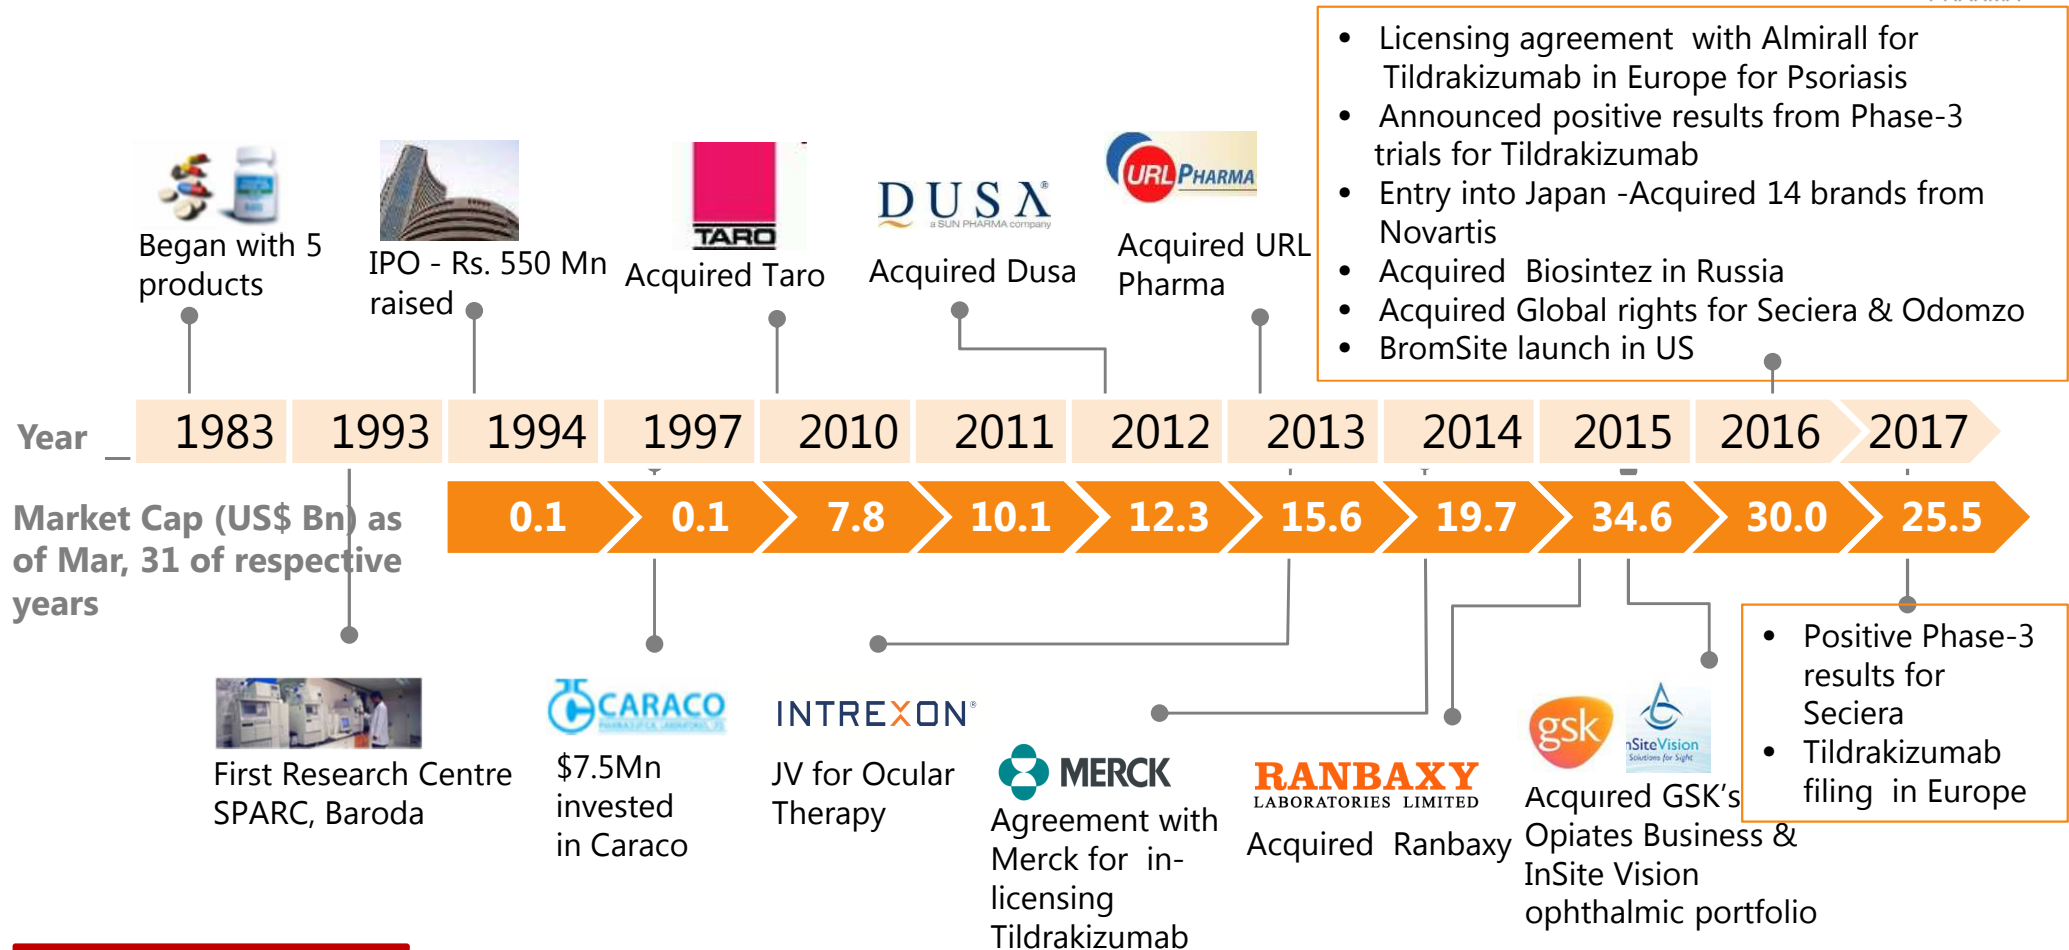 • Licensing agreement with Almirall for
Tildrakizumab in Europe for Psoriasis
• Announced positive results from Phase-3
trials for Tildrakizumab
• Entry into Japan -Acquired 14 brands from
Novartis
• Acquired Biosintez in Russia
• Acquired Global rights for Seciera & Odomzo
• BromSite launch in US
Began with 5
products
IPO - Rs. 550 Mn
raised
TARO
Acquired Taro
DUSA®
a SUN PHARMA company
Acquired Dusa
URL PHARMA
Acquired URL
Pharma
Year
1983 1993 1994 1997 2010 2011 2012 2013 2014 2015 2016 2017
Market Cap (US$ Bn) as
of Mar, 31 of respective
years
0.1 0.1 7.8 10.1 12.3 15.6 19.7 34.6 30.0 25.5
First Research Centre
SPARC, Baroda
CARACO
PHARMACEUTICAL LABORATORIES, LTD.
$7.5Mn
invested
in Caraco
INTREXON®
JV for Ocular
Therapy
MERCK
Agreement with
Merck for in-
licensing
Tildrakizumab
RANBAXY
LABORATORIES LIMITED
Acquired Ranbaxy
gsk
nSiteVision
Solutions for Sight
Acquired GSK's
Opiates Business &
InSite Vision
ophthalmic portfolio
• Positive Phase-3
results for
Seciera
• Tildrakizumab
filing in Europe